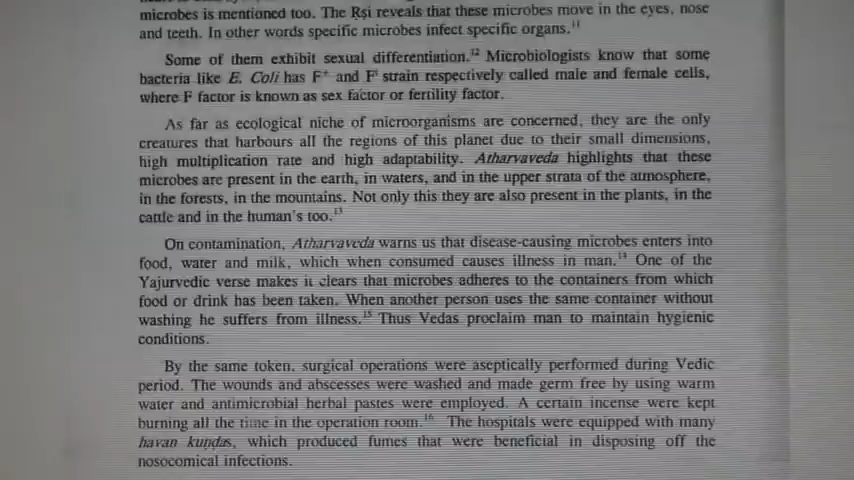 microbes is mentioned too. The Ṛṣi reveals that these microbes move in the eyes, nose
and teeth. In other words specific microbes infect specific organs.11
Some of them exhibit sexual differentiation.12 Microbiologists know that some
bacteria like E. Coli has F+ and F- strain respectively called male and female cells,
where F factor is known as sex factor or fertility factor.
As far as ecological niche of microorganisms are concerned, they are the only
creatures that harbours all the regions of this planet due to their small dimensions,
high multiplication rate and high adaptability. Atharvaveda highlights that these
microbes are present in the earth, in waters, and in the upper strata of the atmosphere,
in the forests, in the mountains. Not only this they are also present in the plants, in the
cattle and in the human's too.13
On contamination, Atharvaveda warns us that disease-causing microbes enters into
food, water and milk, which when consumed causes illness in man.14 One of the
Yajurvedic verse makes it clears that microbes adheres to the containers from which
food or drink has been taken. When another person uses the same container without
washing he suffers from illness.15 Thus Vedas proclaim man to maintain hygienic
conditions.
By the same token, surgical operations were aseptically performed during Vedic
period. The wounds and abscesses were washed and made germ free by using warm
water and antimicrobial herbal pastes were employed. A certain incense were kept
burning all the time in the operation room.16 The hospitals were equipped with many
havan kuṇḍas, which produced fumes that were beneficial in disposing off the
nosocomical infections.